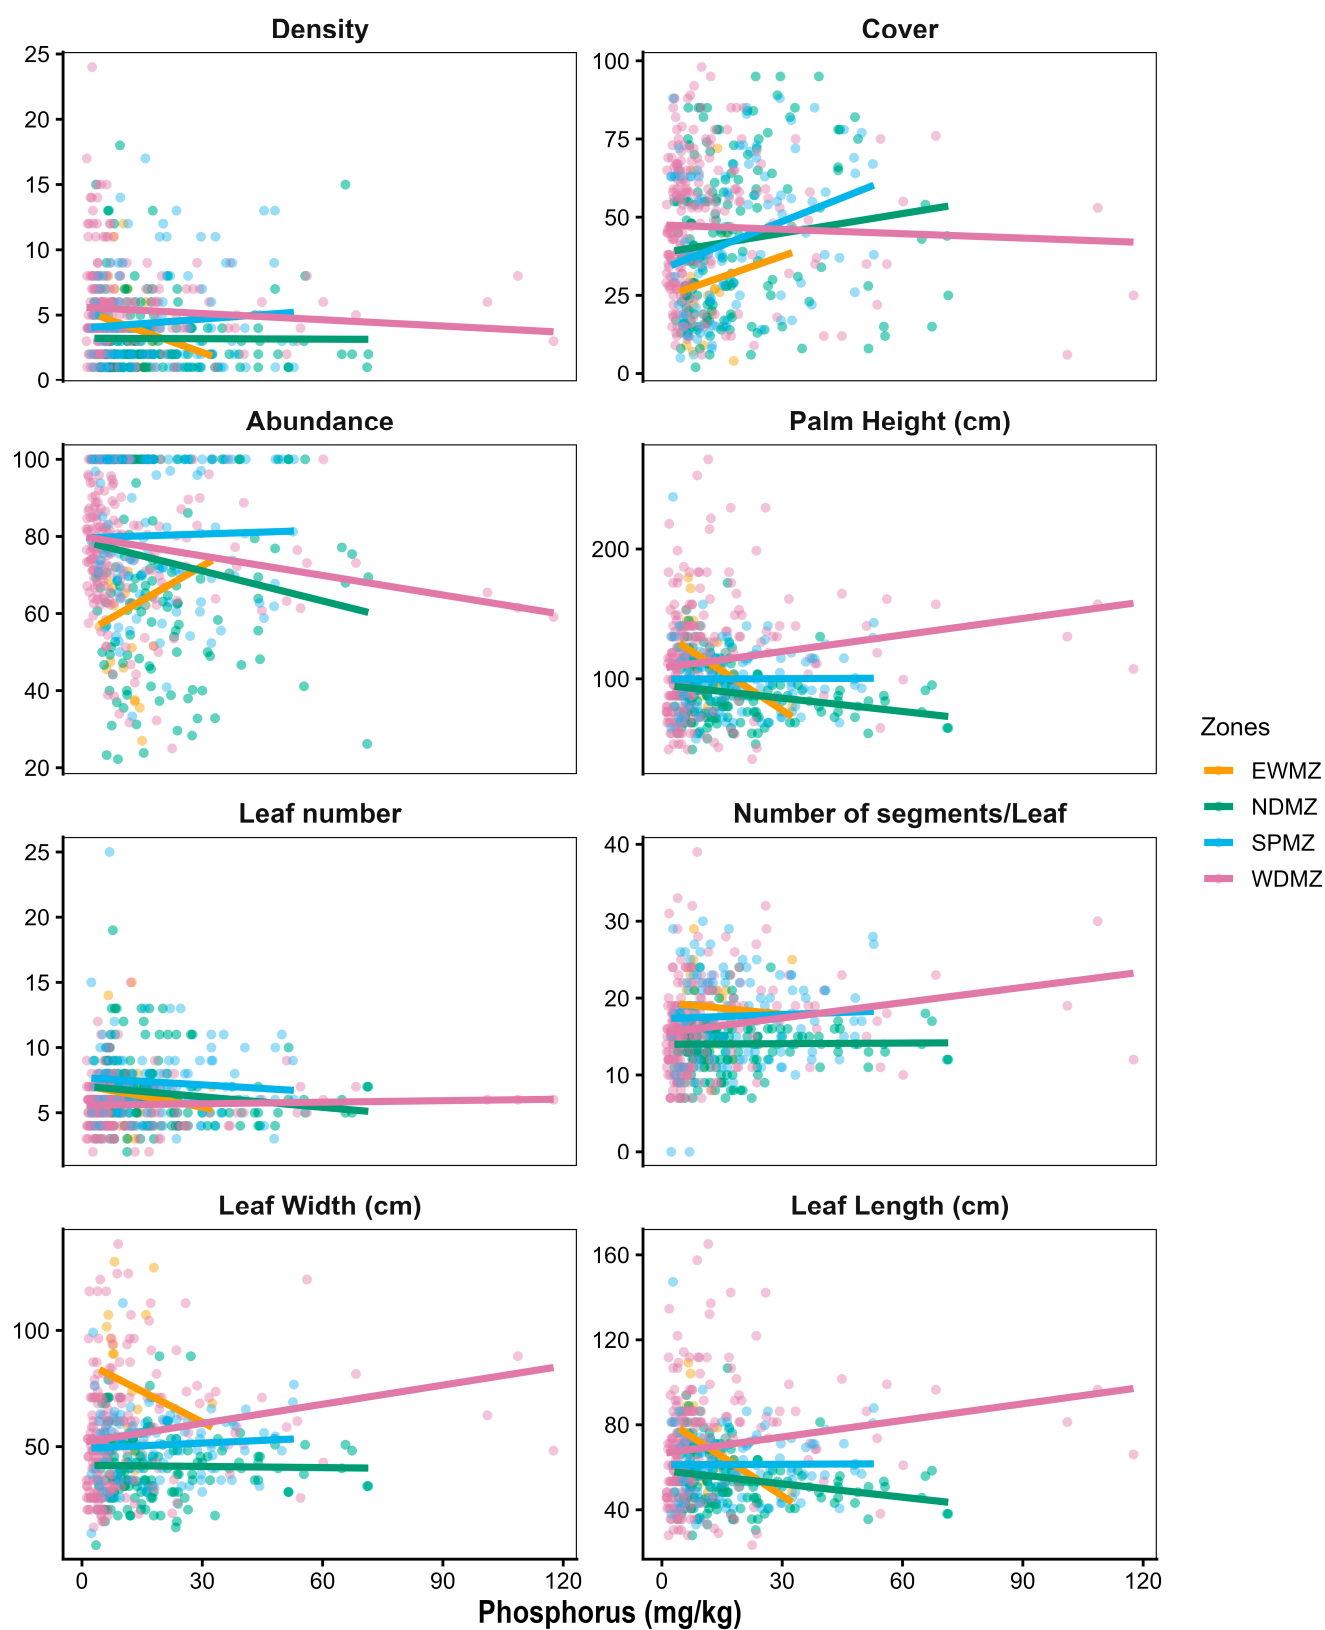 Density
Cover
25
20
15
10
5
0
100
75
50
25
0
Abundance
Palm Height (cm)
100
80
60
40
20
200
100
Leaf number
Number of segments/Leaf
25
20
15
10
5
40
30
20
10
0
Zones
EWMZ
NDMZ
SPMZ
WDMZ
Leaf Width (cm)
Leaf Length (cm)
100
50
160
120
80
40
0 30 60 90 120
0 30 60 90 120
Phosphorus (mg/kg)